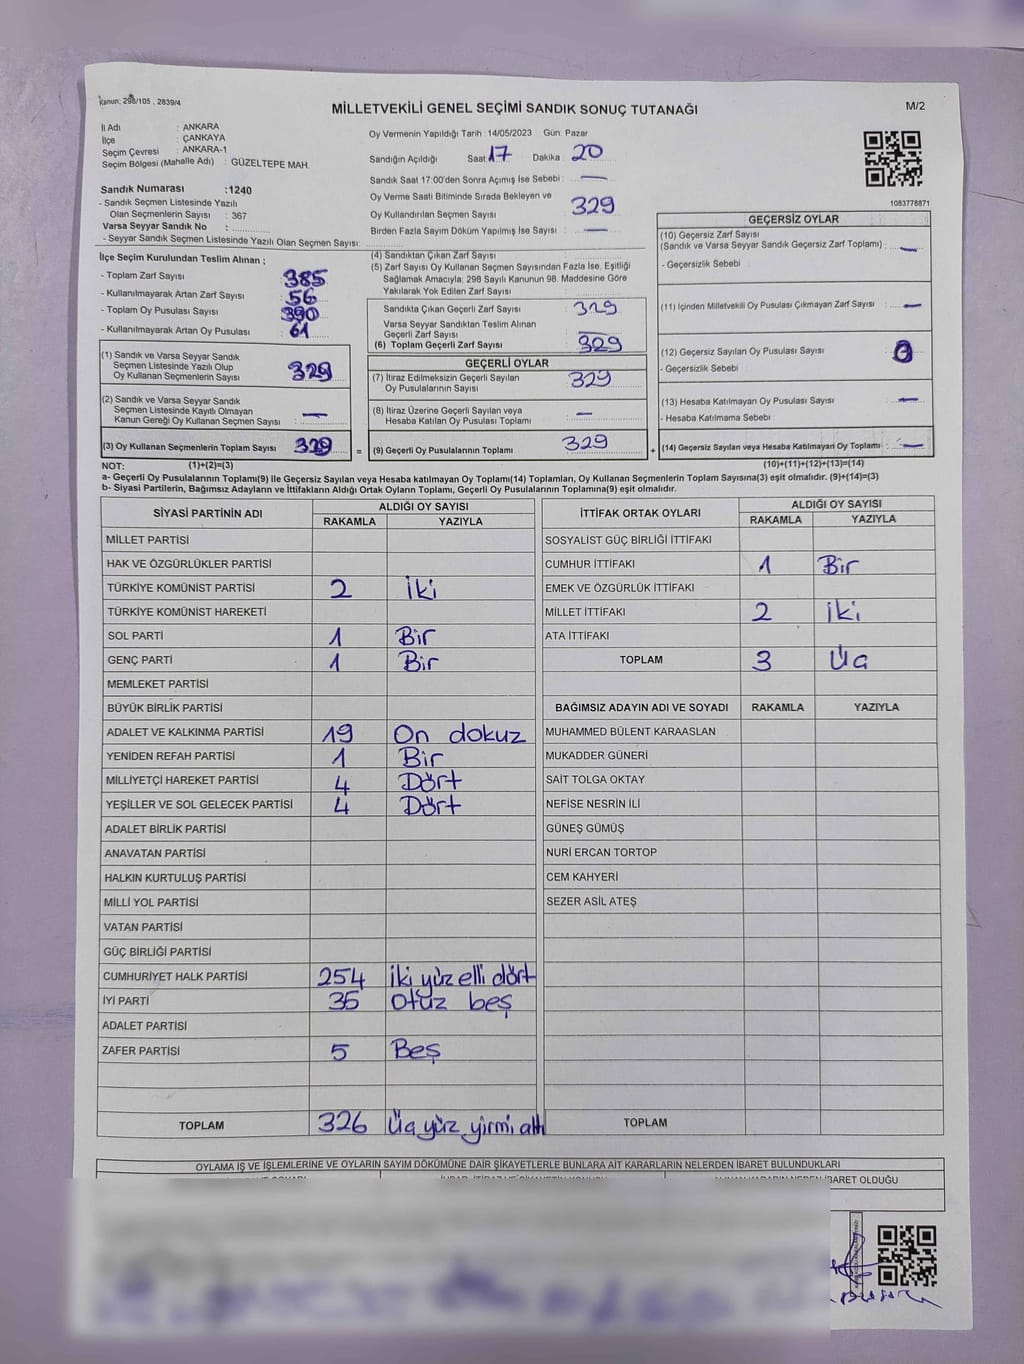 Kanun: 298/105 , 2839/4
MİLLETVEKİLİ GENEL SEÇİMİ SANDIK SONUÇ TUTANAĞI
M/2
İl Adı : ANKARA
İlçe : ÇANKAYA
Seçim Çevresi : ANKARA-1
Seçim Bölgesi (Mahalle Adı) : GÜZELTEPE MAH.
Sandık Numarası :1240
- Sandık Seçmen Listesinde Yazılı
Olan Seçmenlerin Sayısı : 367
Varsa Seyyar Sandık No :
- Seyyar Sandık Seçmen Listesinde Yazılı Olan Seçmen Sayısı:
Oy Vermenin Yapıldığı Tarih : 14/05/2023 Gün: Pazar
Sandığın Açıldığı Saat: 17 Dakika : 20
Sandık Saat 17:00'den Sonra Açımış İse Sebebi : —
Oy Verme Saati Bitiminde Sırada Bekleyen ve
Oy Kullandırılan Seçmen Sayısı : 329
Birden Fazla Sayım Döküm Yapılmış İse Sayısı : —
1083778871
İlçe Seçim Kurulundan Teslim Alınan ;
- Toplam Zarf Sayısı : 385
- Kullanılmayarak Artan Zarf Sayısı : 56
- Toplam Oy Pusulası Sayısı : 390
- Kullanılmayarak Artan Oy Pusulası : 61
(1) Sandık ve Varsa Seyyar Sandık
Seçmen Listesinde Yazılı Olup
Oy Kullanan Seçmenlerin Sayısı : 329
(2) Sandık ve Varsa Seyyar Sandık
Seçmen Listesinde Kayıtlı Olmayan
Kanun Gereği Oy Kullanan Seçmen Sayısı : —
(3) Oy Kullanan Seçmenlerin Toplam Sayısı : 329
=
(4) Sandıktan Çıkan Zarf Sayısı :
(5) Zarf Sayısı Oy Kullanan Seçmen Sayısından Fazla İse, Eşitliği
Sağlamak Amacıyla, 298 Sayılı Kanunun 98. Maddesine Göre
Yakılarak Yok Edilen Zarf Sayısı :
Sandıkta Çıkan Geçerli Zarf Sayısı : 329
Varsa Seyyar Sandıktan Teslim Alınan
Geçerli Zarf Sayısı : —
(6) Toplam Geçerli Zarf Sayısı : 329
GEÇERLİ OYLAR
(7) İtiraz Edilmeksizin Geçerli Sayılan
Oy Pusulalarının Sayısı : 329
(8) İtiraz Üzerine Geçerli Sayılan veya
Hesaba Katılan Oy Pusulası Toplamı : —
(9) Geçerli Oy Pusulalarının Toplamı : 329
+
GEÇERSİZ OYLAR
(10) Geçersiz Zarf Sayısı
(Sandık ve Varsa Seyyar Sandık Geçersiz Zarf Toplamı) : —
- Geçersizlik Sebebi :
(11) İçinden Milletvekili Oy Pusulası Çıkmayan Zarf Sayısı : —
(12) Geçersiz Sayılan Oy Pusulası Sayısı : 0
- Geçersizlik Sebebi :
(13) Hesaba Katılmayan Oy Pusulası Sayısı : —
- Hesaba Katılmama Sebebi :
(14) Geçersiz Sayılan veya Hesaba Katılmayan Oy Toplamı : —
NOT: (1)+(2)=(3)
(10)+(11)+(12)+(13)=(14)
a- Geçerli Oy Pusulalarının Toplamı(9) ile Geçersiz Sayılan veya Hesaba katılmayan Oy Toplamı(14) Toplamları, Oy Kullanan Seçmenlerin Toplam Sayısına(3) eşit olmalıdır. (9)+(14)=(3)
b- Siyasi Partilerin, Bağımsız Adayların ve İttifakların Aldığı Ortak Oyların Toplamı, Geçerli Oy Pusulalarının Toplamına(9) eşit olmalıdır.
SİYASİ PARTİNİN ADI
ALDIĞI OY SAYISI
RAKAMLA YAZIYLA
MİLLET PARTİSİ
HAK VE ÖZGÜRLÜKLER PARTİSİ
TÜRKİYE KOMÜNİST PARTİSİ 2 İki
TÜRKİYE KOMÜNİST HAREKETİ
SOL PARTİ 1 Bir
GENÇ PARTİ 1 Bir
MEMLEKET PARTİSİ
BÜYÜK BİRLİK PARTİSİ
ADALET VE KALKINMA PARTİSİ 19 On dokuz
YENİDEN REFAH PARTİSİ 1 Bir
MİLLİYETÇİ HAREKET PARTİSİ 4 Dört
YEŞİLLER VE SOL GELECEK PARTİSİ 4 Dört
ADALET BİRLİK PARTİSİ
ANAVATAN PARTİSİ
HALKIN KURTULUŞ PARTİSİ
MİLLİ YOL PARTİSİ
VATAN PARTİSİ
GÜÇ BİRLİĞİ PARTİSİ
CUMHURİYET HALK PARTİSİ 254 İki yüz elli dört
İYİ PARTİ 35 Otuz beş
ADALET PARTİSİ
ZAFER PARTİSİ 5 Beş
TOPLAM 326 Üç yüz yirmi altı
İTTİFAK ORTAK OYLARI
ALDIĞI OY SAYISI
RAKAMLA YAZIYLA
SOSYALİST GÜÇ BİRLİĞİ İTTİFAKI
CUMHUR İTTİFAKI 1 Bir
EMEK VE ÖZGÜRLÜK İTTİFAKI
MİLLET İTTİFAKI 2 İki
ATA İTTİFAKI
TOPLAM 3 Üç
BAĞIMSIZ ADAYIN ADI VE SOYADI RAKAMLA YAZIYLA
MUHAMMED BÜLENT KARAASLAN
MUKADDER GÜNERİ
SAİT TOLGA OKTAY
NEFİSE NESRİN İLİ
GÜNEŞ GÜMÜŞ
NURİ ERCAN TORTOP
CEM KAHYERİ
SEZER ASİL ATEŞ
TOPLAM
OYLAMA İŞ VE İŞLEMLERİNE VE OYLARIN SAYIM DÖKÜMÜNE DAİR ŞİKAYETLERLE BUNLARA AİT KARARLARIN NELERDEN İBARET BULUNDUKLARI
İBARET OLDUĞU